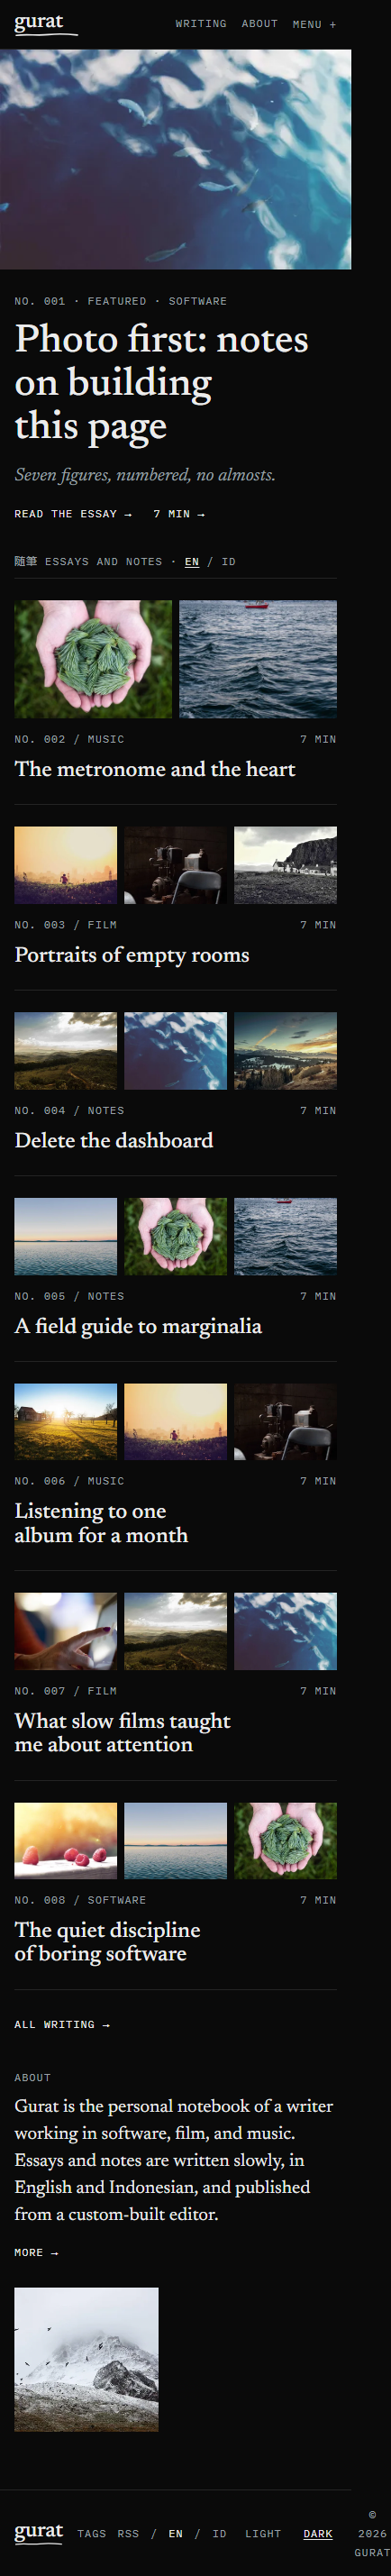 gurat
WRITING ABOUT MENU +
NO. 001 · FEATURED · SOFTWARE
Photo first: notes
on building
this page
Seven figures, numbered, no almosts.
READ THE ESSAY → 7 MIN →
随筆 ESSAYS AND NOTES · EN / ID
NO. 002 / MUSIC 7 MIN
The metronome and the heart
NO. 003 / FILM 7 MIN
Portraits of empty rooms
NO. 004 / NOTES 7 MIN
Delete the dashboard
NO. 005 / NOTES 7 MIN
A field guide to marginalia
NO. 006 / MUSIC 7 MIN
Listening to one
album for a month
NO. 007 / FILM 7 MIN
What slow films taught
me about attention
NO. 008 / SOFTWARE 7 MIN
The quiet discipline
of boring software
ALL WRITING →
ABOUT
Gurat is the personal notebook of a writer
working in software, film, and music.
Essays and notes are written slowly, in
English and Indonesian, and published
from a custom-built editor.
MORE →
gurat TAGS RSS / EN / ID LIGHT DARK
©
2026
GURAT